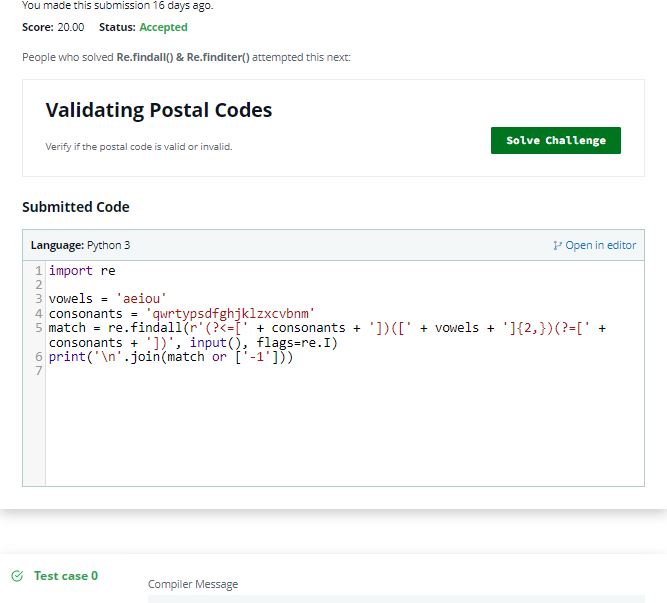 You made this submission 16 days ago.
Score: 20.00 Status: Accepted
People who solved Re.findall() & Re.finditer() attempted this next:
Validating Postal Codes
Verify if the postal code is valid or invalid.
Solve Challenge
Submitted Code
Language: Python 3
Open in editor
1 import re
2
3 vowels = 'aeiou'
4 consonants = 'qwrtypsdfghjklzxcvbnm'
5 match = re.findall(r'(?<=[' + consonants + '])([' + vowels + ']{2,})(?=[' +
consonants + '])', input(), flags=re.I)
6 print('\n'.join(match or ['-1']))
7
Test case 0
Compiler Message